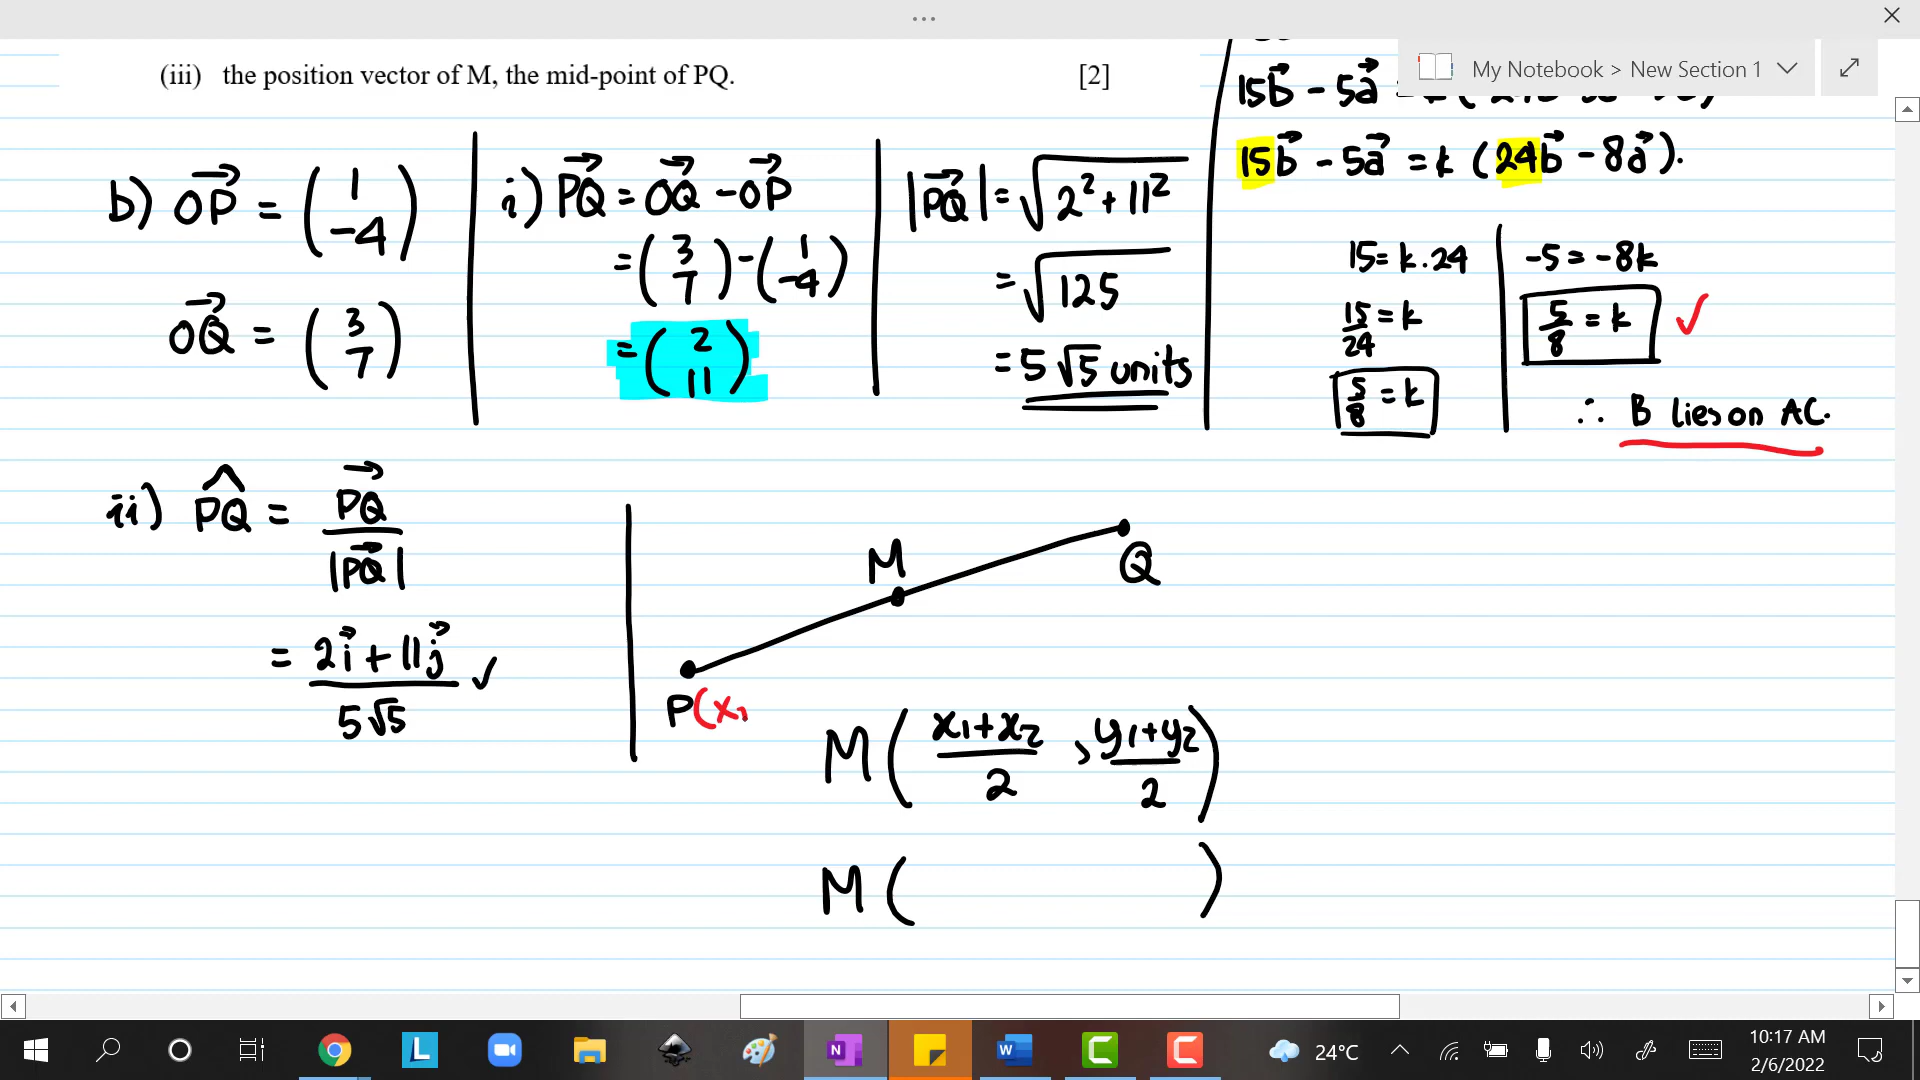 ...
(iii) the position vector of M, the mid-point of PQ. [2]
My Notebook > New Section 1
15b⃗ − 5a⃗
15b⃗ − 5a⃗ = k (24b⃗ − 8a⃗).
15 = k.24
15/24 = k
5/8 = k
-5 = -8k
5/8 = k ✓
∴ B lies on AC.
b) OP⃗ = (1 -4)
OQ⃗ = (3 7)
i) PQ⃗ = OQ⃗ − OP⃗
= (3 7) − (1 -4)
= (2 11)
|PQ⃗| = √(2² + 11²)
= √125
= 5√5 units
ii) PQ̂ = PQ⃗ / |PQ⃗|
= (2i⃗ + 11j⃗) / 5√5 ✓
M
Q
P(x₁
M( (x₁+x₂)/2 , (y₁+y₂)/2 )
M( )
L
N
W
24°C
10:17 AM
2/6/2022